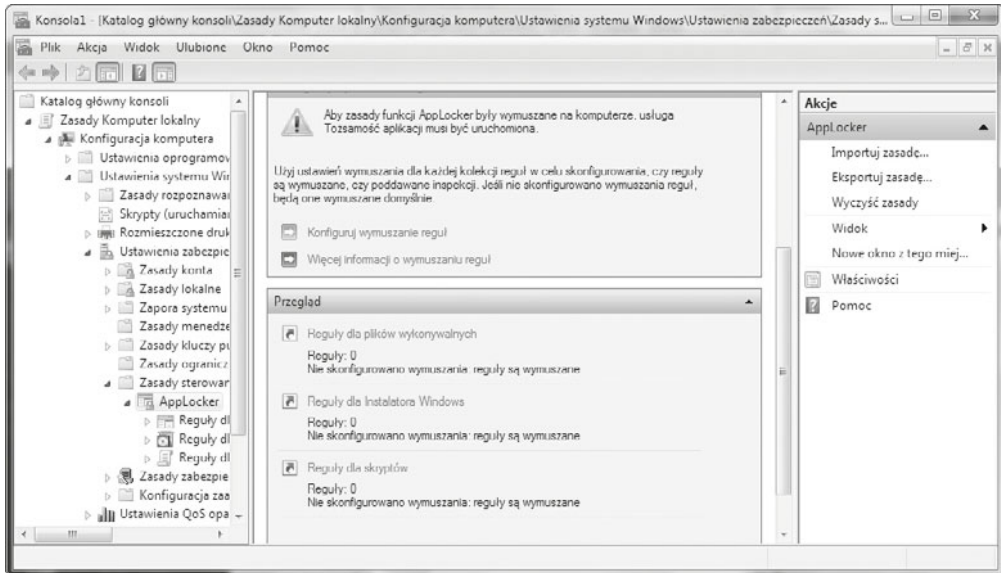 Konsola1 - [Katalog główny konsoli\Zasady Komputer lokalny\Konfiguracja komputera\Ustawienia systemu Windows\Ustawienia zabezpieczeń\Zasady s...
Plik Akcja Widok Ulubione Okno Pomoc
Katalog główny konsoli
Zasady Komputer lokalny
Konfiguracja komputera
Ustawienia oprogramov
Ustawienia systemu Wir
Zasady rozpoznawa
Skrypty (uruchamia
Rozmieszczone druk
Ustawienia zabezpie
Zasady konta
Zasady lokalne
Zapora systemu
Zasady menedże
Zasady kluczy pu
Zasady ogranicz
Zasady sterowar
AppLocker
Reguły dl
Reguły dl
Reguły dl
Zasady zabezpie
Konfiguracja zaa
Ustawienia QoS opa
Aby zasady funkcji AppLocker były wymuszane na komputerze, usługa
Tożsamość aplikacji musi być uruchomiona.
Użyj ustawień wymuszania dla każdej kolekcji reguł w celu skonfigurowania, czy reguły
są wymuszane, czy poddawane inspekcji. Jeśli nie skonfigurowano wymuszania reguł,
będą one wymuszane domyślnie.
Konfiguruj wymuszanie reguł
Więcej informacji o wymuszaniu reguł
Przegląd
Reguły dla plików wykonywalnych
Reguły: 0
Nie skonfigurowano wymuszania: reguły są wymuszane
Reguły dla Instalatora Windows
Reguły: 0
Nie skonfigurowano wymuszania: reguły są wymuszane
Reguły dla skryptów
Reguły: 0
Nie skonfigurowano wymuszania: reguły są wymuszane
Akcje
AppLocker
Importuj zasadę...
Eksportuj zasadę...
Wyczyść zasady
Widok
Nowe okno z tego miej...
Właściwości
Pomoc